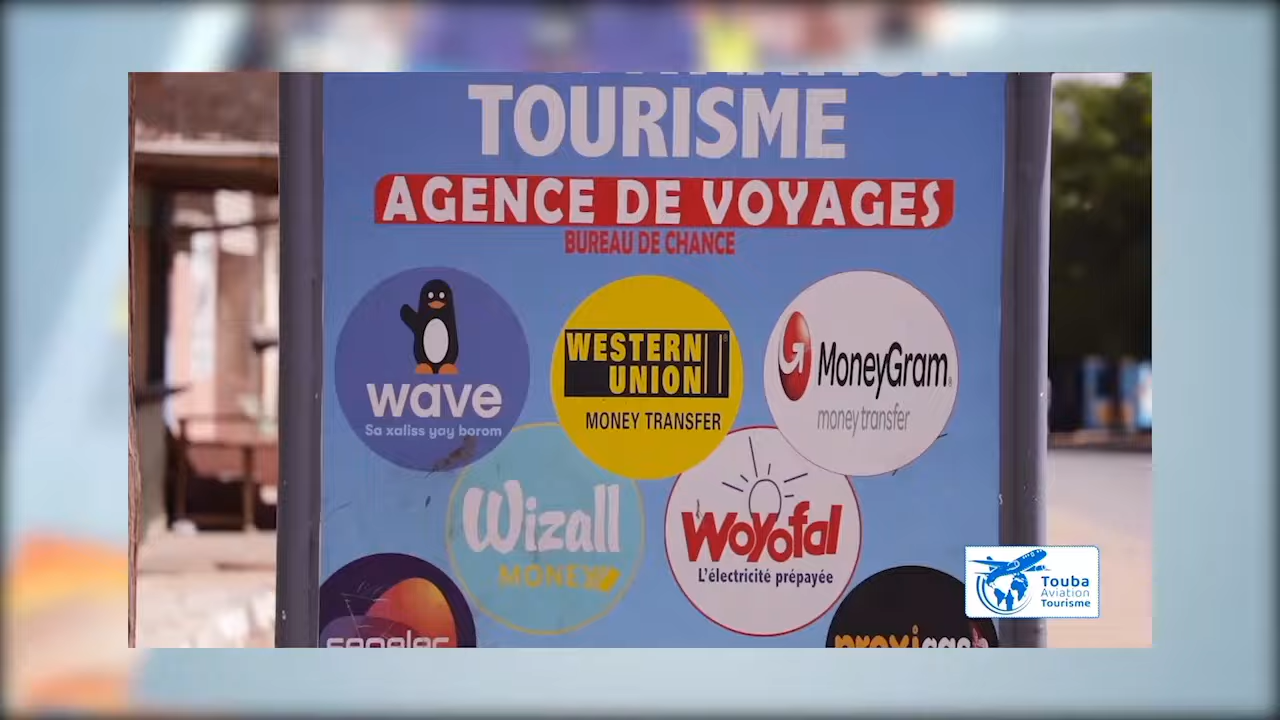 TOURISME
AGENCE DE VOYAGES
BUREAU DE CHANCE
wave
Sa xaliss yay borom
WESTERN
UNION
MONEY TRANSFER
MoneyGram
money transfer
Wizall
MONEY
Woyofal
L'électricité prépayée
Touba
Aviation
Tourisme